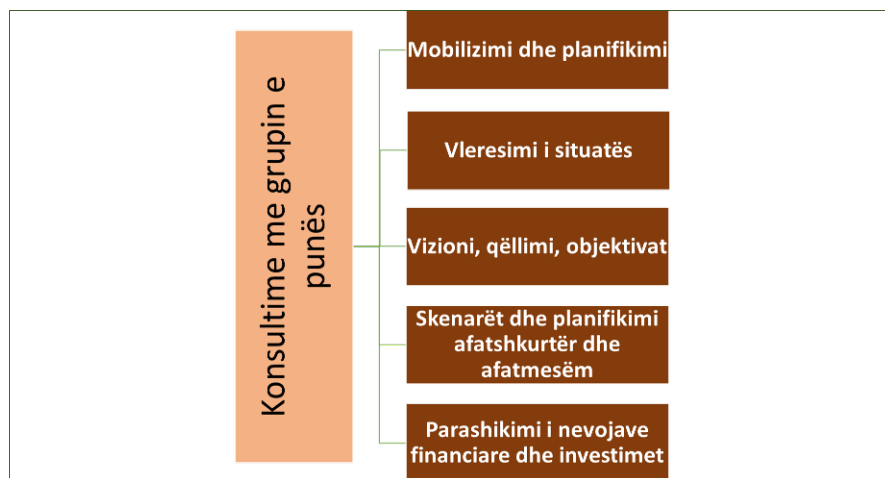 Konsultime me grupin e
punës
Mobilizimi dhe planifikimi
Vleresimi i situatës
Vizioni, qëllimi, objektivat
Skenarët dhe planifikimi
afatshkurtër dhe
afatmesëm
Parashikimi i nevojave
financiare dhe investimet